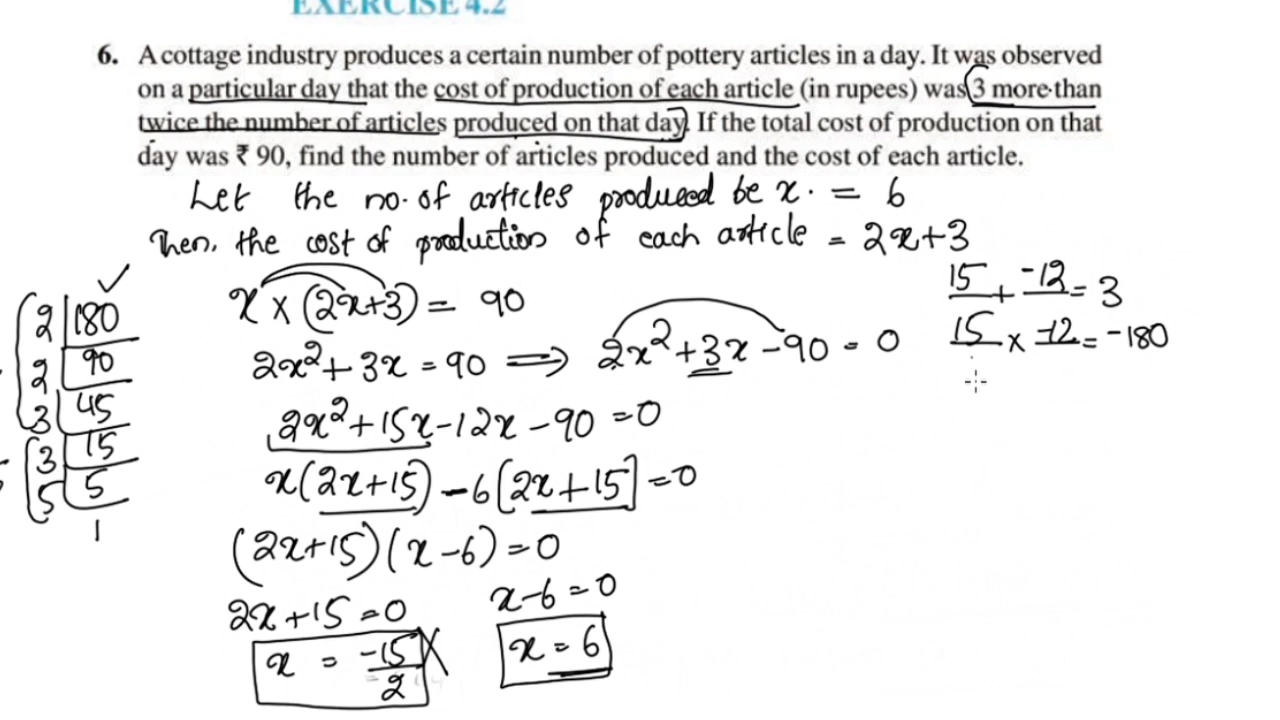 EXERCISE 4.2
6. A cottage industry produces a certain number of pottery articles in a day. It was observed
on a particular day that the cost of production of each article (in rupees) was 3 more than
twice the number of articles produced on that day. If the total cost of production on that
day was ₹ 90, find the number of articles produced and the cost of each article.
Let the no. of articles produced be x. = 6
Then, the cost of production of each article = 2x+3
15 + -12 = 3
15 x -12 = -180
✓
2 | 180
2 | 90
3 | 45
3 | 15
5 | 5
1
x × (2x+3) = 90
2x²+3x = 90 ⟹ 2x²+3x-90 = 0
2x²+15x-12x-90 = 0
x(2x+15) -6[2x+15] = 0
(2x+15)(x-6) = 0
2x+15 = 0 x-6 = 0
x = -15/2 X x = 6